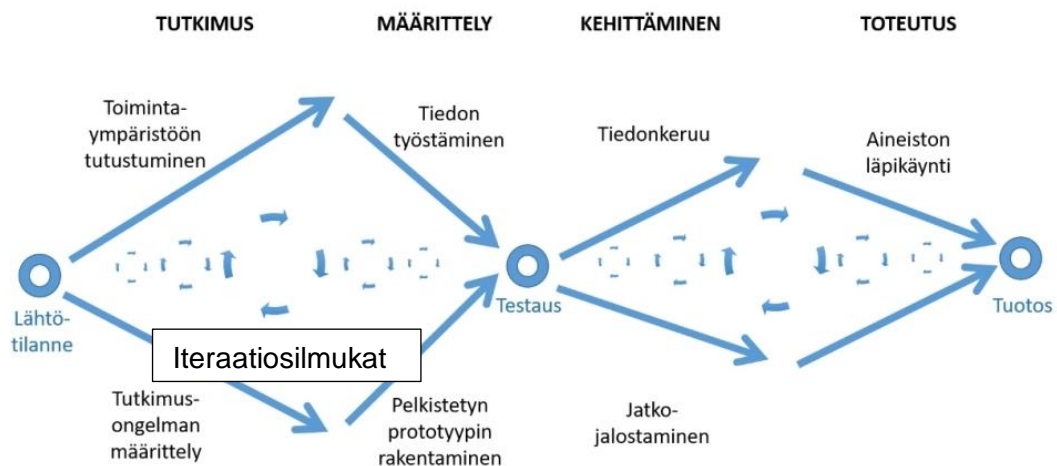 TUTKIMUS
MÄÄRITTELY
KEHITTÄMINEN
TOTEUTUS
Toiminta-
ympäristöön
tutustuminen
Tiedon
työstäminen
Tiedonkeruu
Aineiston
läpikäynti
Lähtö-
tilanne
Testaus
Tuotos
Iteraatiosilmukat
Tutkimus-
ongelman
määrittely
Pelkistetyn
prototyypin
rakentaminen
Jatko-
jalostaminen